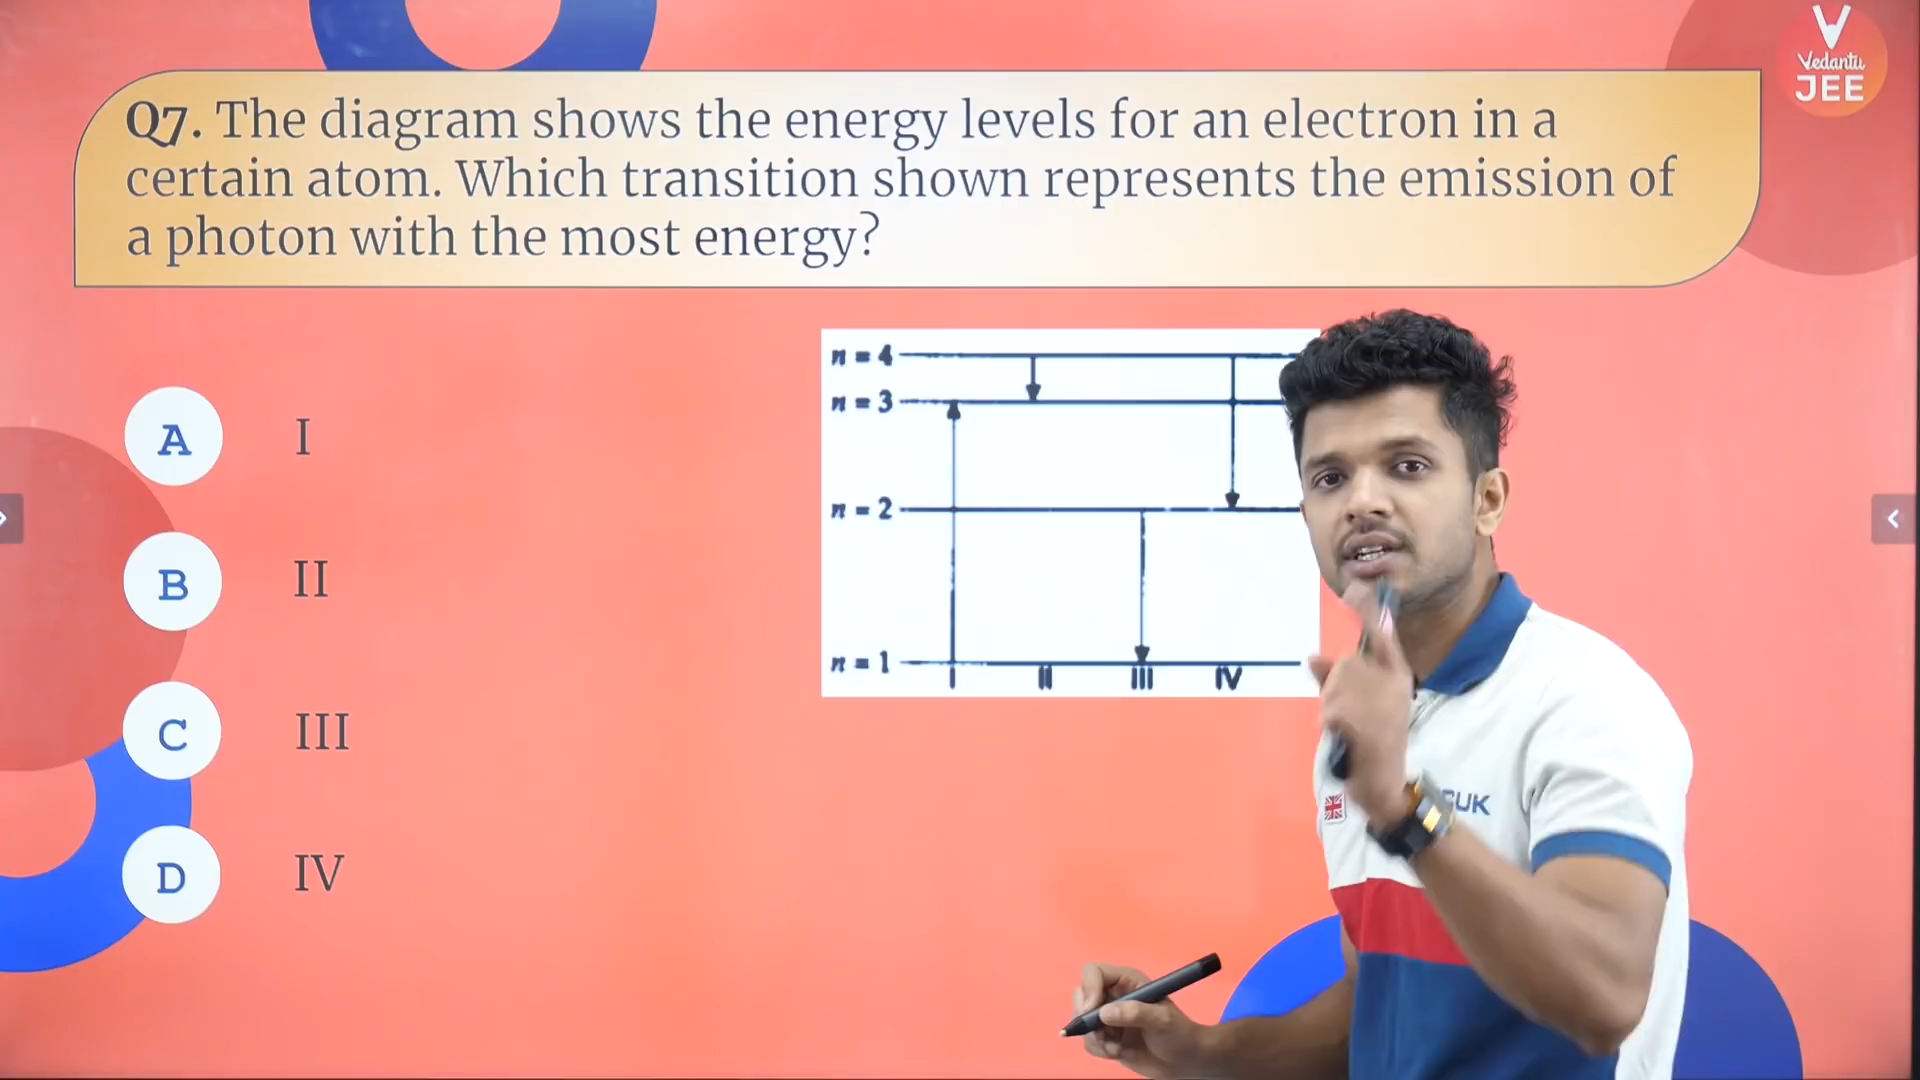 Vedantu
JEE
Q7. The diagram shows the energy levels for an electron in a
certain atom. Which transition shown represents the emission of
a photon with the most energy?
A I
B II
C III
D IV
n = 4
n = 3
n = 2
n = 1
I II III IV
UK